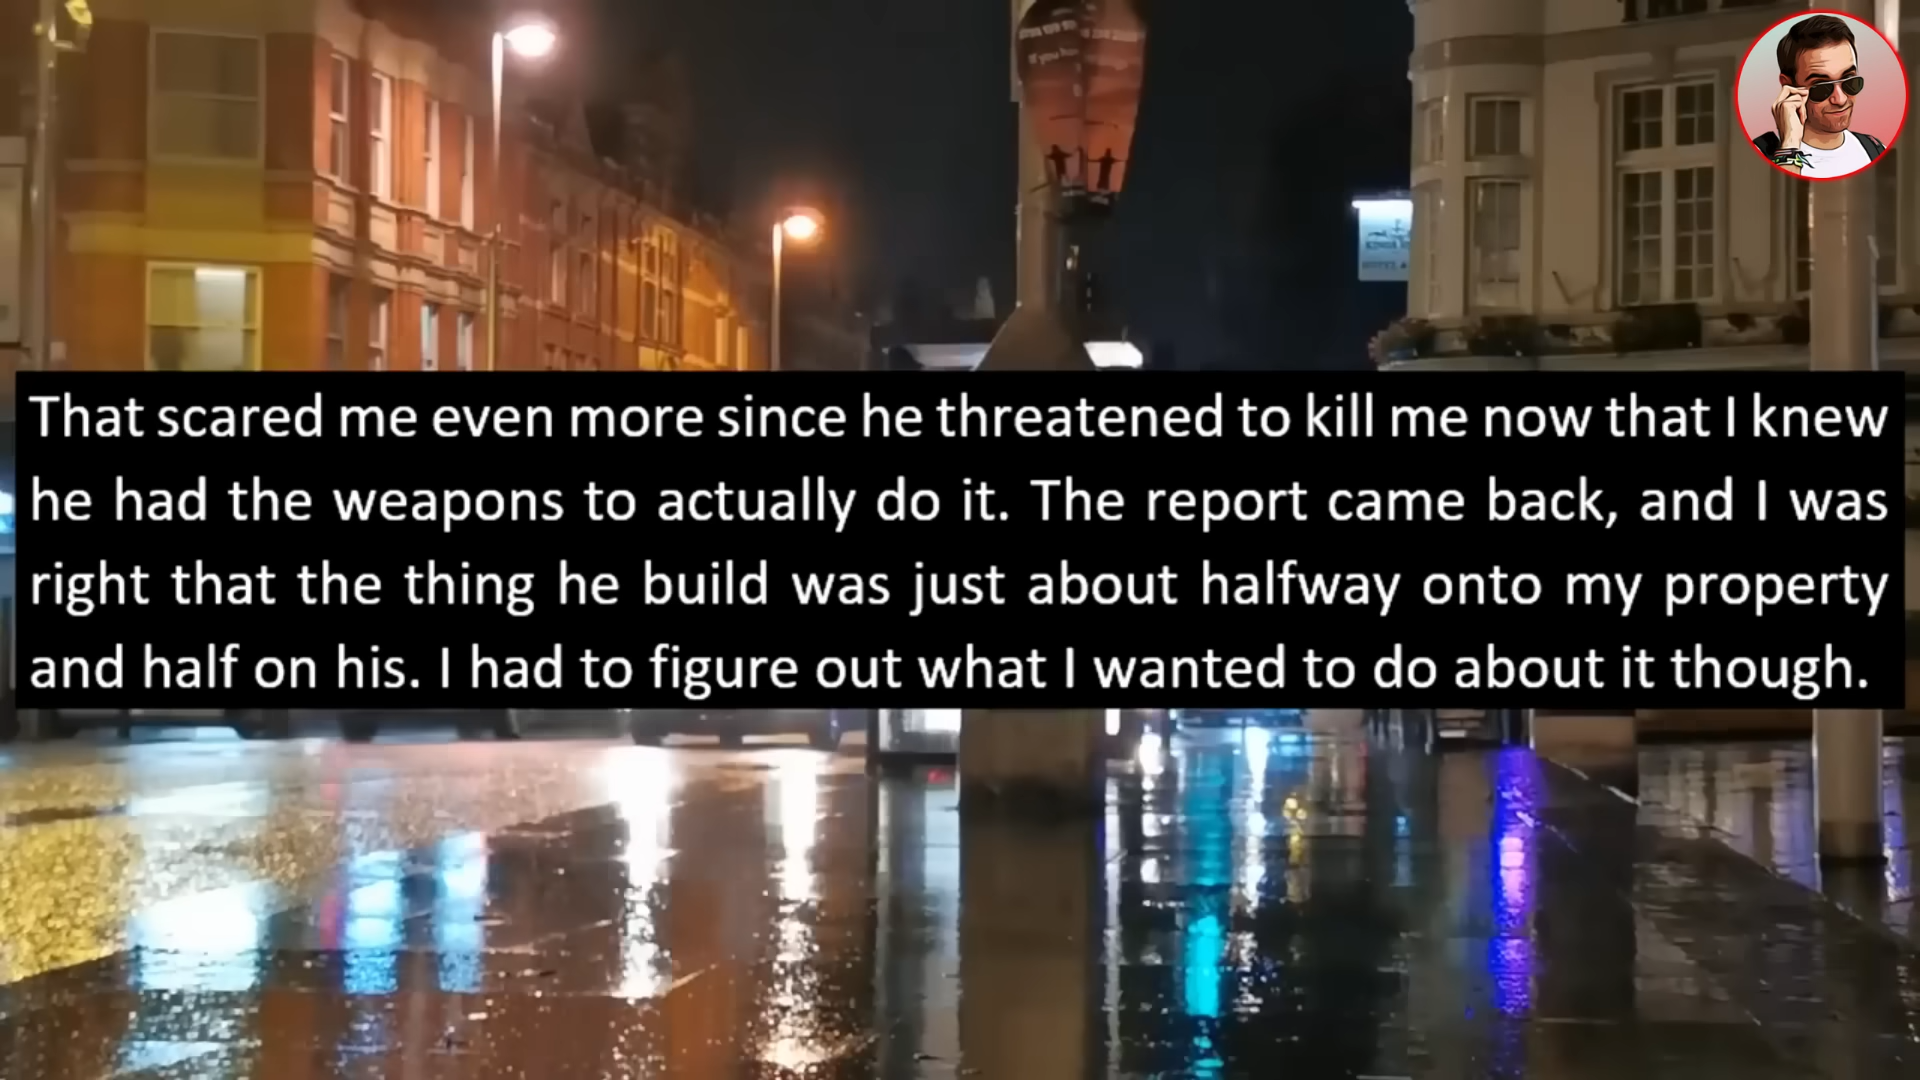 That scared me even more since he threatened to kill me now that I knew
he had the weapons to actually do it. The report came back, and I was
right that the thing he build was just about halfway onto my property
and half on his. I had to figure out what I wanted to do about it though.